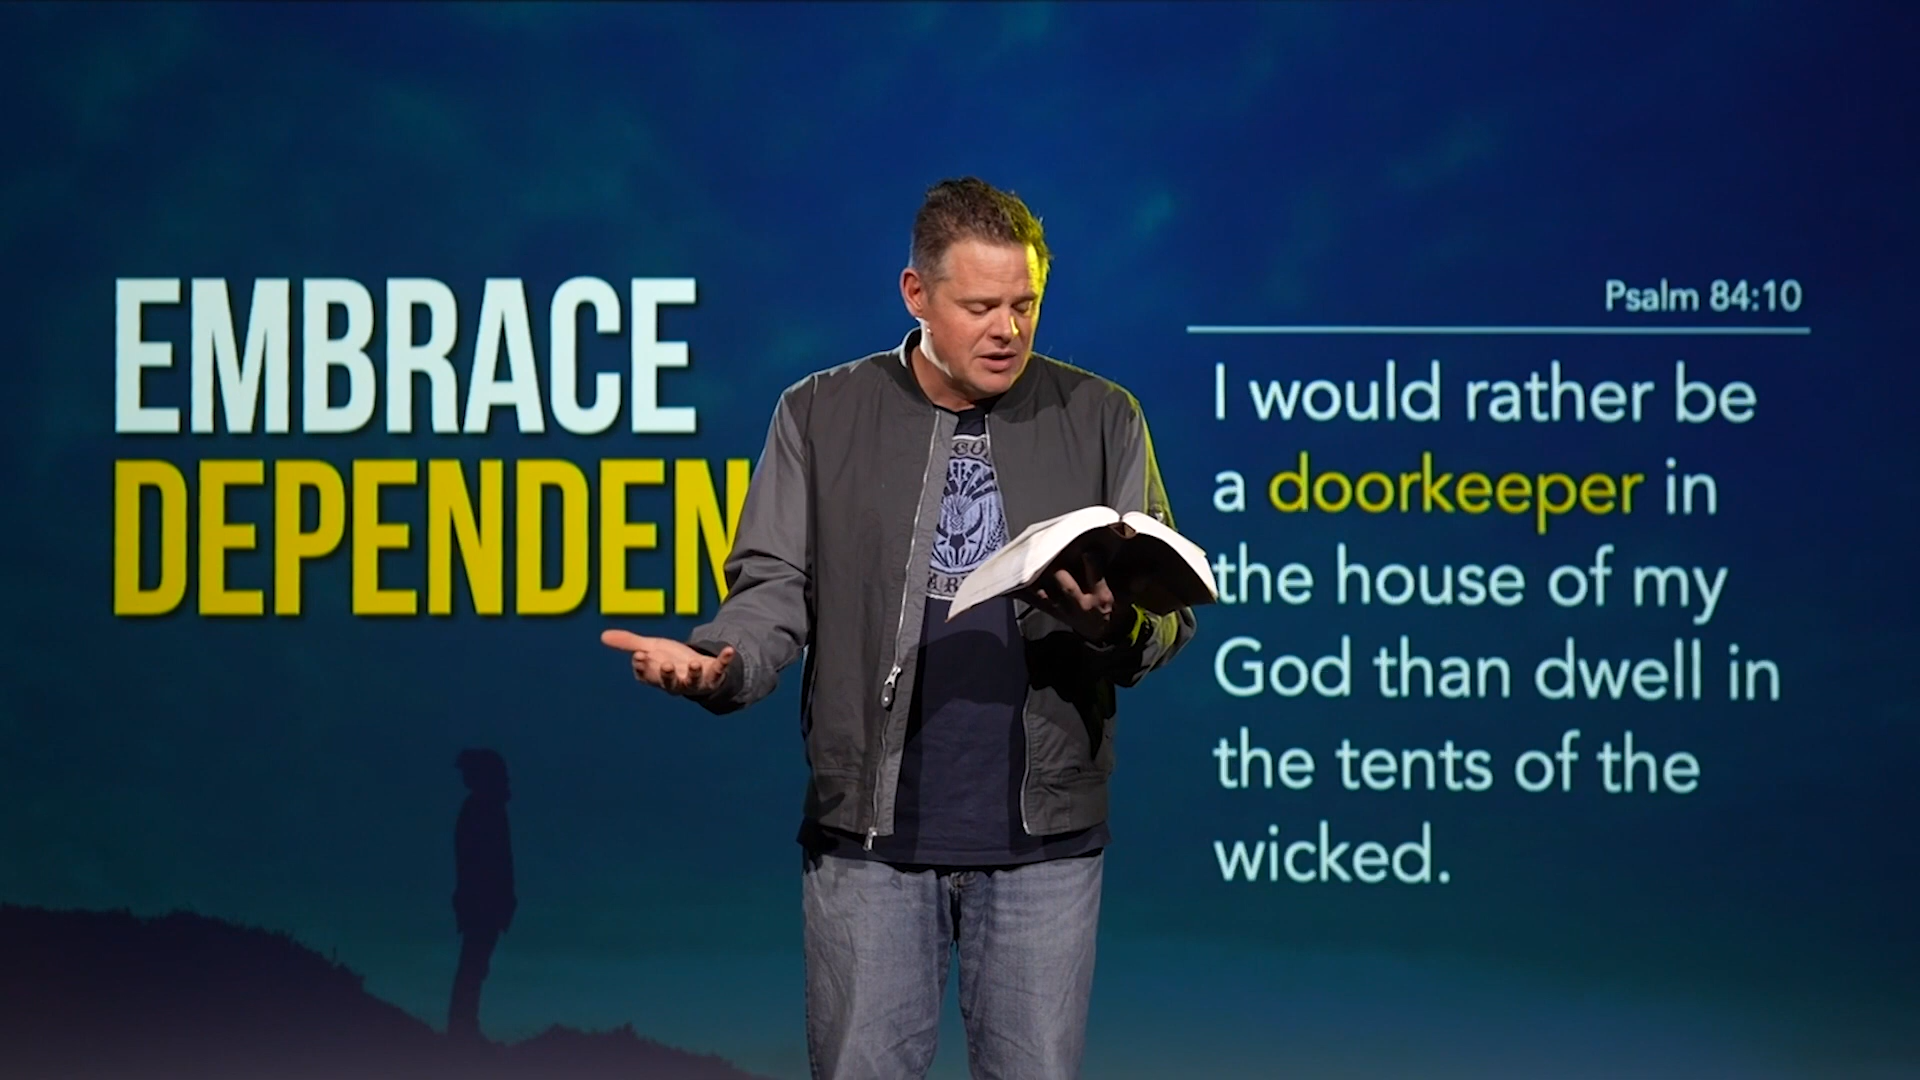 EMBRACE
DEPENDEN
Psalm 84:10
I would rather be
a doorkeeper in
the house of my
God than dwell in
the tents of the
wicked.